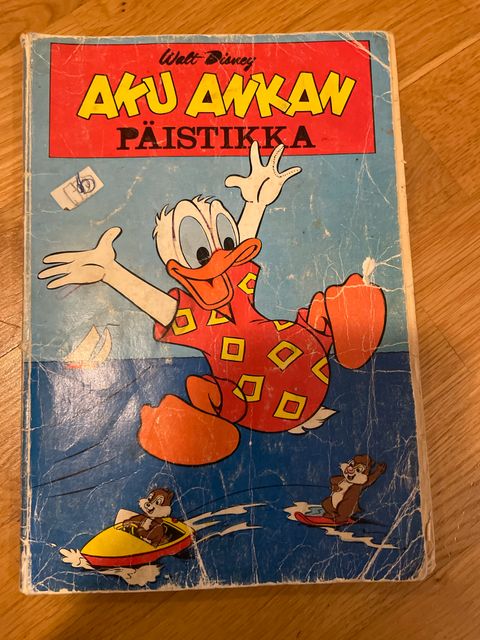 Walt Disney
AKU ANKAN
PÄISTIKKA